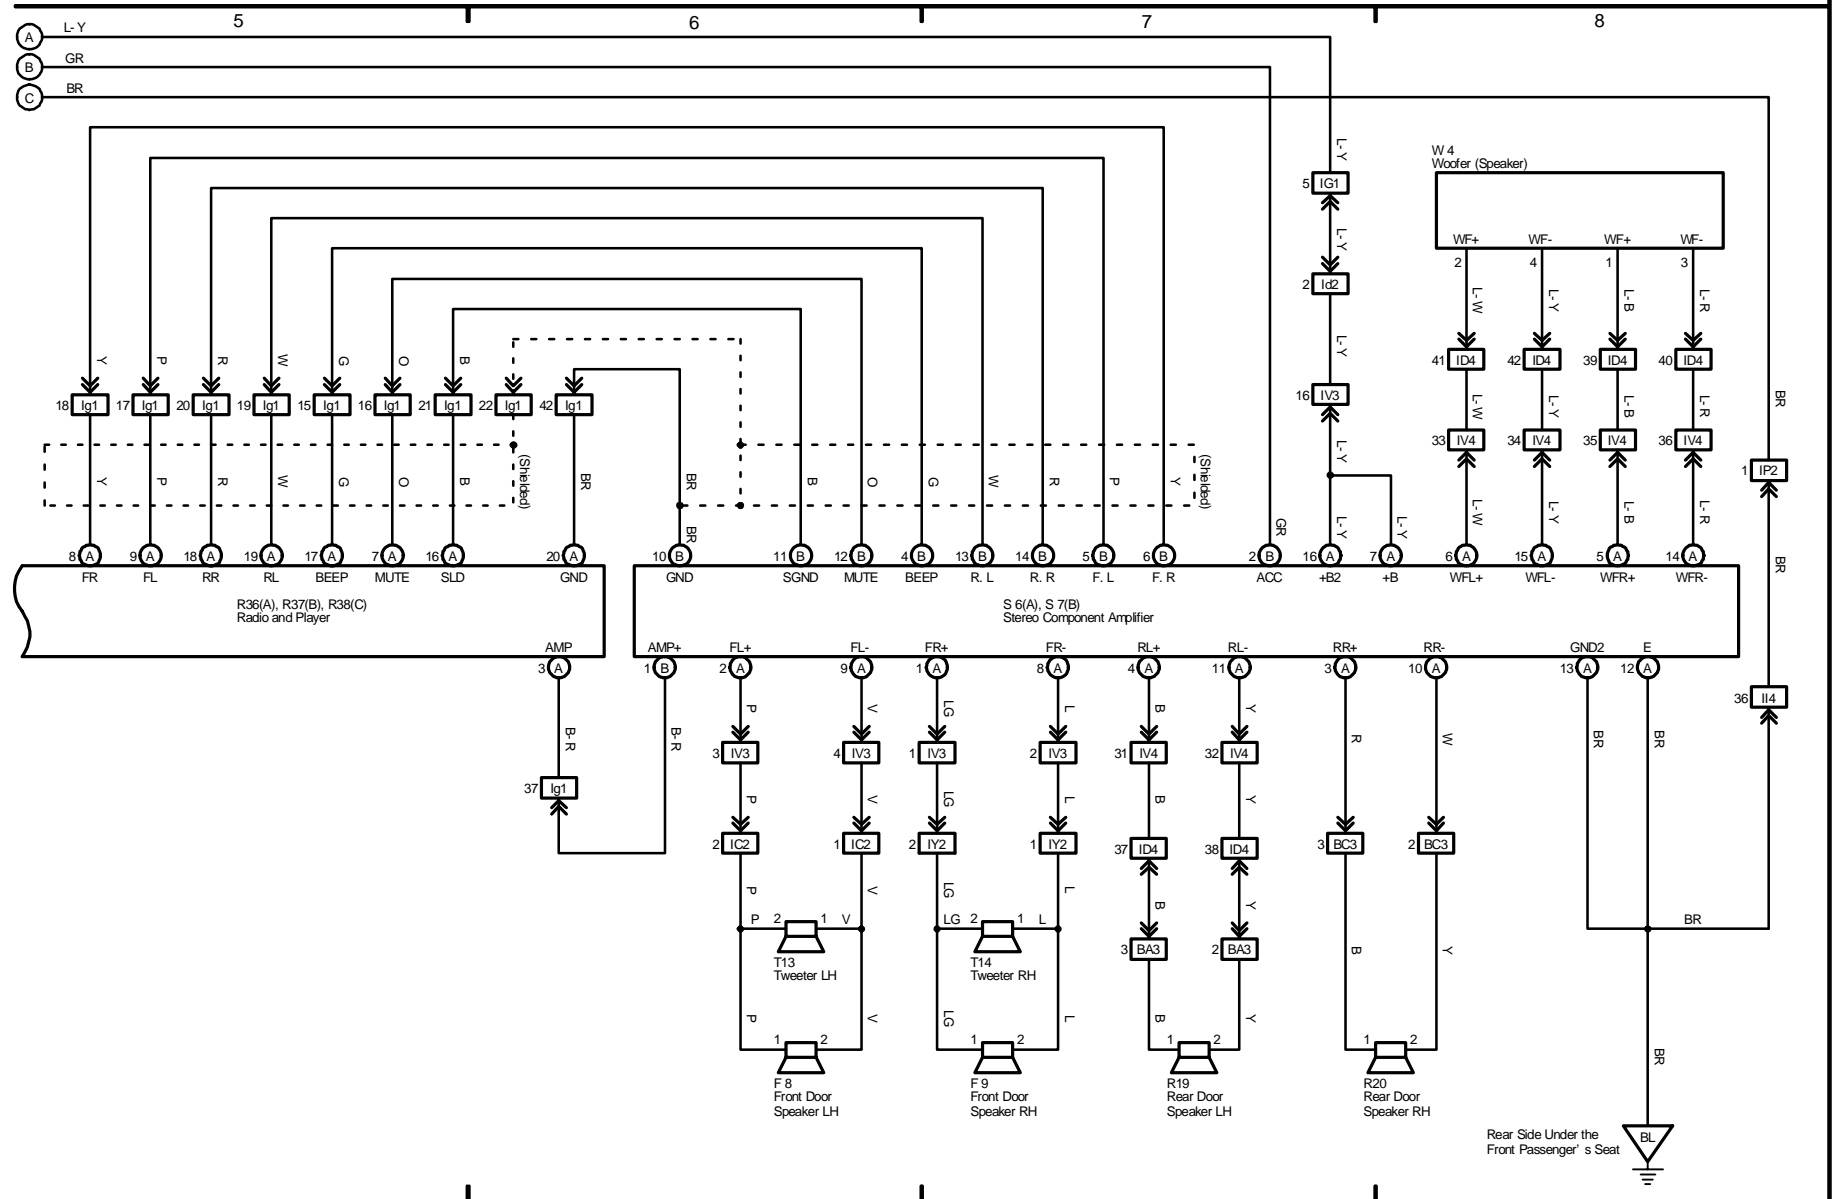 5 6 7 8
A L-Y
B GR
C BR
L-Y
5 IG1
L-Y
2 Id2
L-Y
16 IV3
L-Y
L-Y L-Y
W 4
Woofer (Speaker)
WF+ WF- WF+ WF-
2 4 1 3
L-W L-Y L-B L-R
41 ID4 42 ID4 39 ID4 40 ID4
L-W L-Y L-B L-R
33 IV4 34 IV4 35 IV4 36 IV4
L-W L-Y L-B L-R
BR
1 IP2
BR
36 II4
Y P R W G O B
18 Ig1 17 Ig1 20 Ig1 19 Ig1 15 Ig1 16 Ig1 21 Ig1 22 Ig1 42 Ig1
Y P R W G O B (Shielded) BR BR B O G W R P Y (Shielded)
BR GR
8 A 9 A 18 A 19 A 17 A 7 A 16 A 20 A 10 B 11 B 12 B 4 B 13 B 14 B 5 B 6 B 2 B 16 A 7 A 6 A 15 A 5 A 14 A
FR FL RR RL BEEP MUTE SLD GND GND SGND MUTE BEEP R. L R. R F. L F. R ACC +B2 +B WFL+ WFL- WFR+ WFR-
R36(A), R37(B), R38(C)
Radio and Player
S 6(A), S 7(B)
Stereo Component Amplifier
AMP AMP+ FL+ FL- FR+ FR- RL+ RL- RR+ RR- GND2 E
3 A 1 B 2 A 9 A 1 A 8 A 4 A 11 A 3 A 10 A 13 A 12 A
B-R B-R P V LG L B Y R W BR BR
3 IV3 4 IV3 1 IV3 2 IV3 31 IV4 32 IV4
37 Ig1
P V LG L B Y
2 IC2 1 IC2 2 IY2 1 IY2 37 ID4 38 ID4 3 BC3 2 BC3
P V LG L B Y
P 2 1 V LG 2 1 L BR
3 BA3 2 BA3 B Y
T13
Tweeter LH
T14
Tweeter RH
P V LG L B Y
1 2 1 2 1 2 1 2
F 8
Front Door
Speaker LH
F 9
Front Door
Speaker RH
R19
Rear Door
Speaker LH
R20
Rear Door
Speaker RH
BR
Rear Side Under the
Front Passenger' s Seat
BL